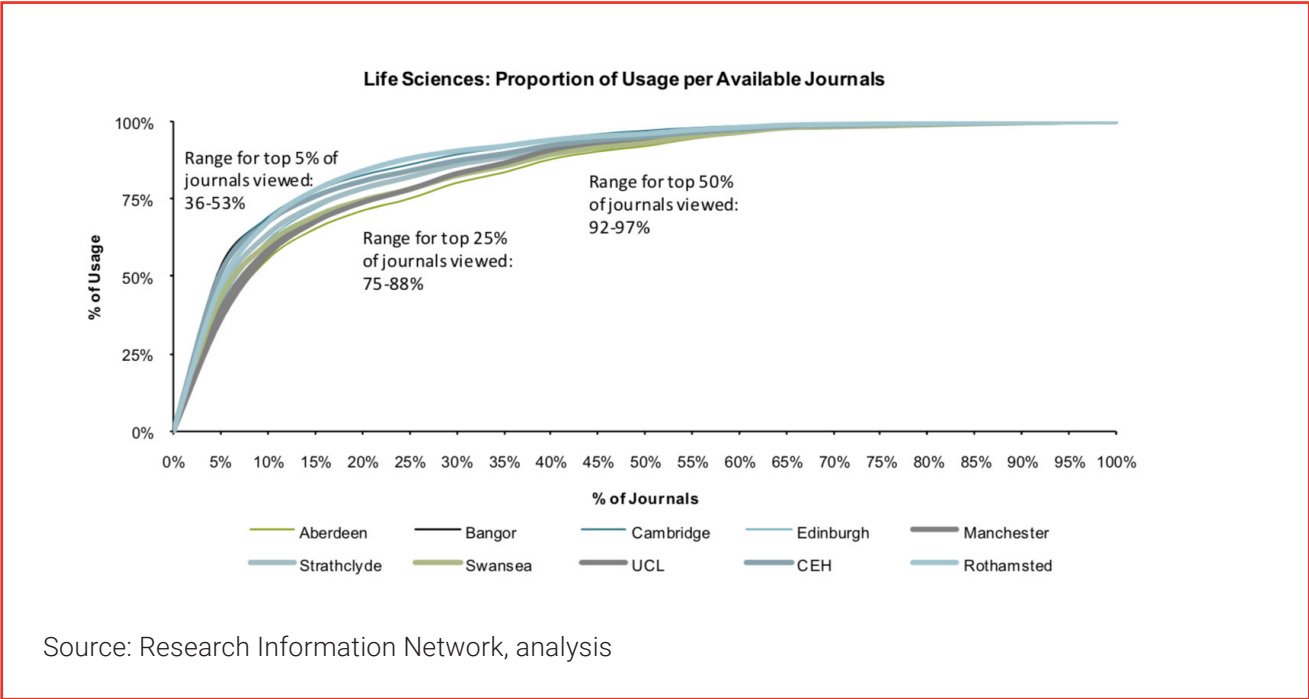 Life Sciences: Proportion of Usage per Available Journals
100%
75%
50%
25%
0%
% of Usage
Range for top 5% of
journals viewed:
36-53%
Range for top 25%
of journals viewed:
75-88%
Range for top 50%
of journals viewed:
92-97%
0% 5% 10% 15% 20% 25% 30% 35% 40% 45% 50% 55% 60% 65% 70% 75% 80% 85% 90% 95% 100%
% of Journals
Aberdeen Bangor Cambridge Edinburgh Manchester
Strathclyde Swansea UCL CEH Rothamsted
Source: Research Information Network, analysis